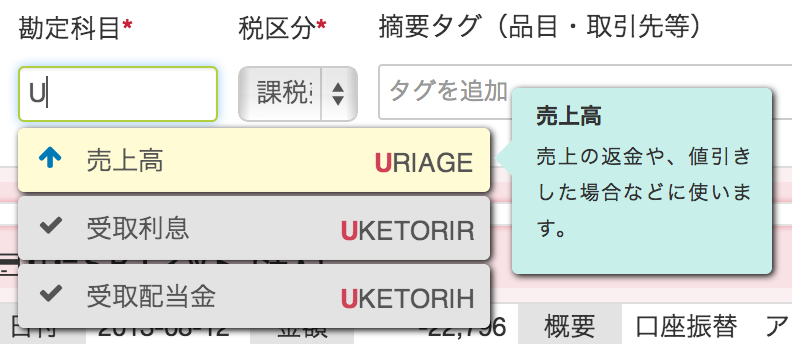 勘定科目* 税区分* 摘要タグ（品目・取引先等）
U 課税 タグを追加
売上高
売上の返金や、値引き
した場合などに使いま
す。
売上高 URIAGE
受取利息 UKETORIR
受取配当金 UKETORIH
日付 2013-08-12 金額 -22,796 概要 口座振替 ア